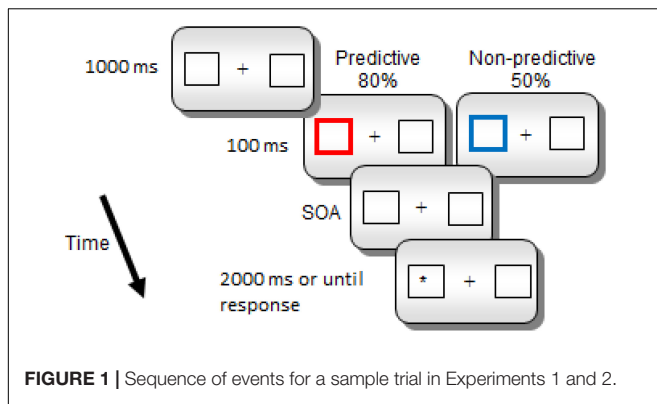 1000 ms
+
Predictive
80%
Non-predictive
50%
100 ms
+
+
SOA
+
Time
2000 ms or until
response
* +
FIGURE 1 | Sequence of events for a sample trial in Experiments 1 and 2.